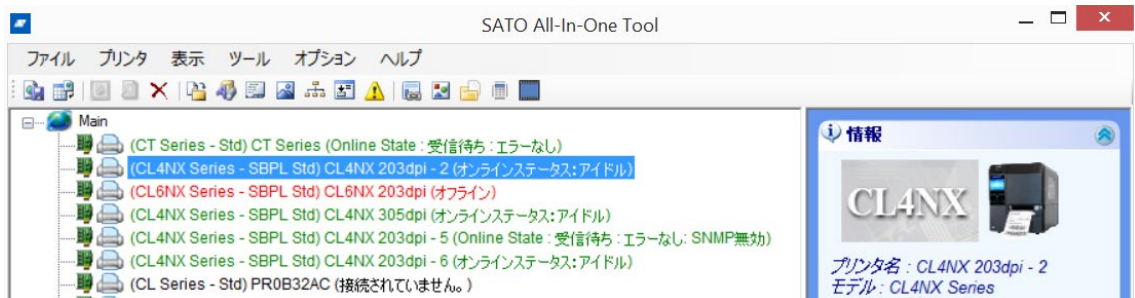 SATO All-In-One Tool
ファイル プリンタ 表示 ツール オプション ヘルプ
Main
(CT Series - Std) CT Series (Online State : 受信待ち : エラーなし)
(CL4NX Series - SBPL Std) CL4NX 203dpi - 2 (オンラインステータス: アイドル)
(CL6NX Series - SBPL Std) CL6NX 203dpi (オフライン)
(CL4NX Series - SBPL Std) CL4NX 305dpi (オンラインステータス: アイドル)
(CL4NX Series - SBPL Std) CL4NX 203dpi - 5 (Online State : 受信待ち : エラーなし: SNMP無効)
(CL4NX Series - SBPL Std) CL4NX 203dpi - 6 (オンラインステータス: アイドル)
(CL Series - Std) PR0B32AC (接続されていません。)
情報
CL4NX
プリンタ名 : CL4NX 203dpi - 2
モデル : CL4NX Series